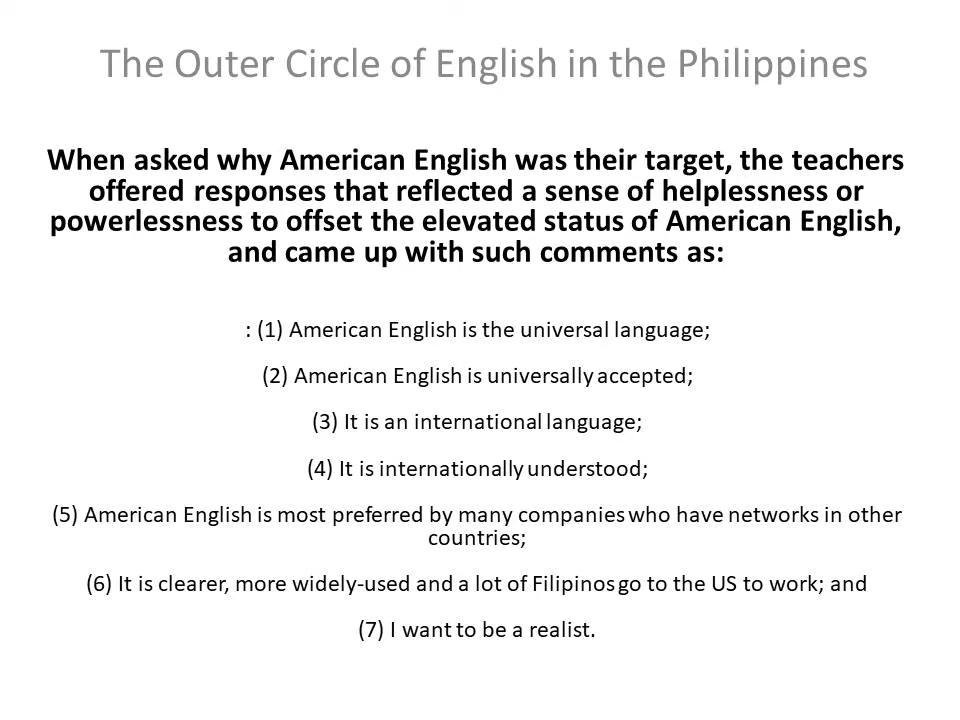 The Outer Circle of English in the Philippines
When asked why American English was their target, the teachers
offered responses that reflected a sense of helplessness or
powerlessness to offset the elevated status of American English,
and came up with such comments as:
: (1) American English is the universal language;
(2) American English is universally accepted;
(3) It is an international language;
(4) It is internationally understood;
(5) American English is most preferred by many companies who have networks in other
countries;
(6) It is clearer, more widely-used and a lot of Filipinos go to the US to work; and
(7) I want to be a realist.